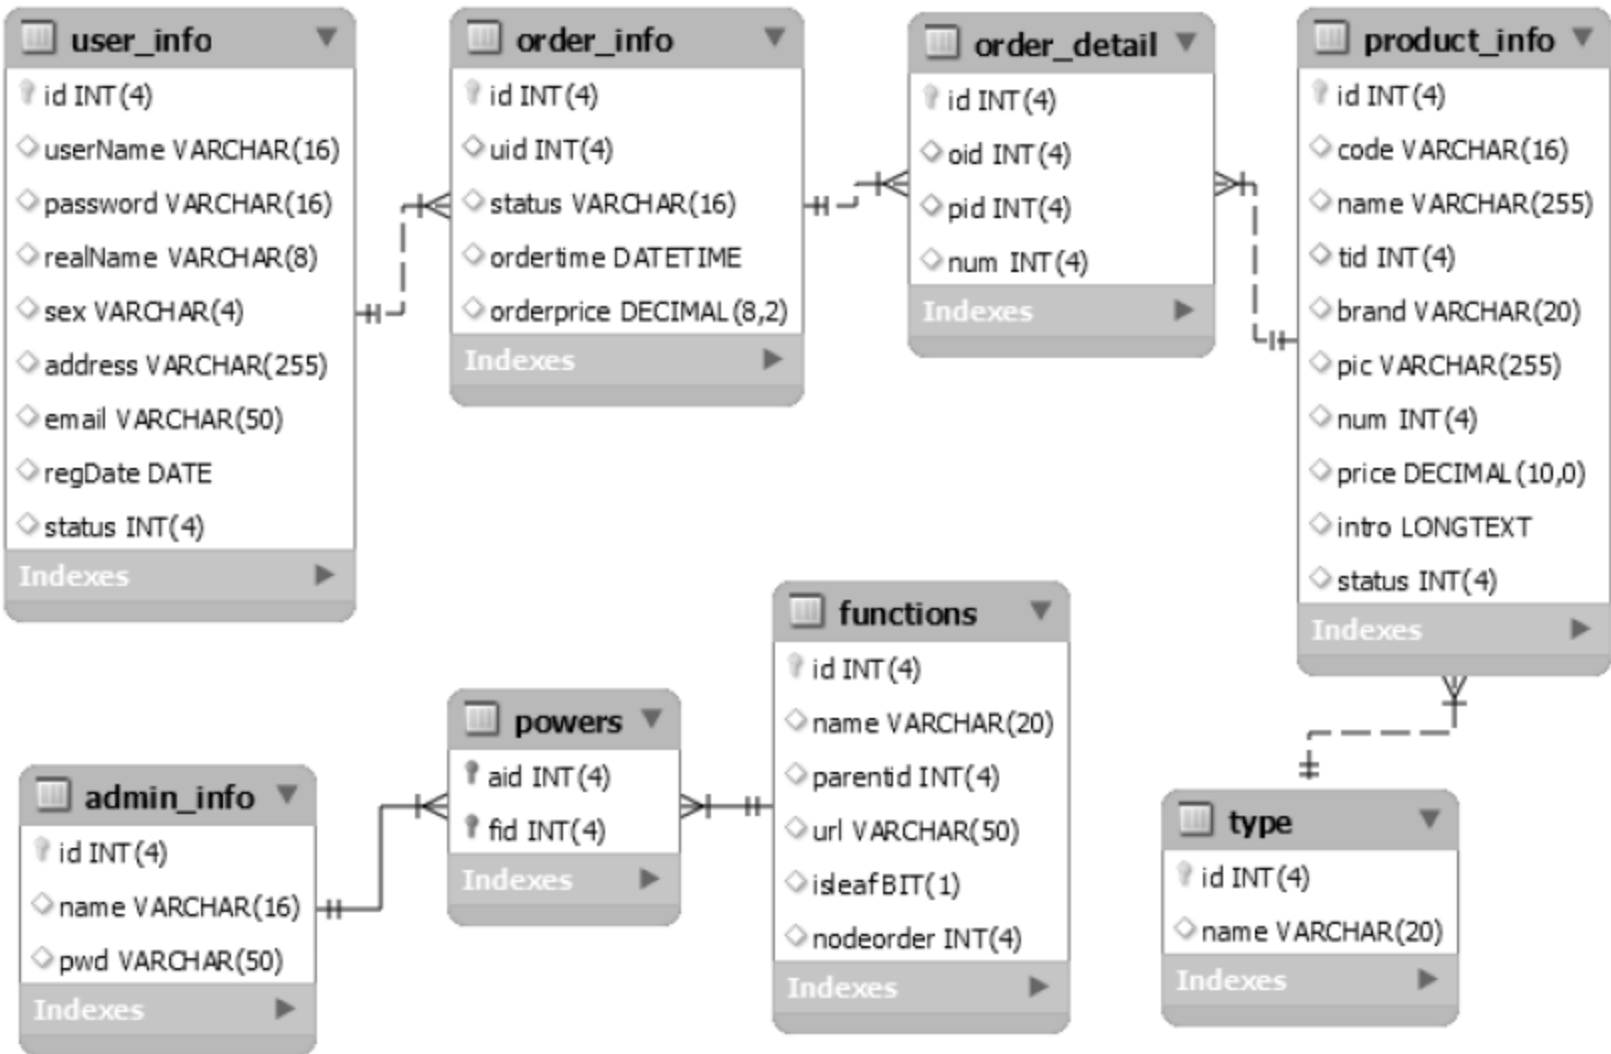 user_info
id INT(4)
userName VARCHAR(16)
password VARCHAR(16)
realName VARCHAR(8)
sex VARCHAR(4)
address VARCHAR(255)
email VARCHAR(50)
regDate DATE
status INT(4)
Indexes
order_info
id INT(4)
uid INT(4)
status VARCHAR(16)
ordertime DATETIME
orderprice DECIMAL(8,2)
Indexes
order_detail
id INT(4)
oid INT(4)
pid INT(4)
num INT(4)
Indexes
product_info
id INT(4)
code VARCHAR(16)
name VARCHAR(255)
tid INT(4)
brand VARCHAR(20)
pic VARCHAR(255)
num INT(4)
price DECIMAL(10,0)
intro LONGTEXT
status INT(4)
Indexes
admin_info
id INT(4)
name VARCHAR(16)
pwd VARCHAR(50)
Indexes
powers
aid INT(4)
fid INT(4)
Indexes
functions
id INT(4)
name VARCHAR(20)
parentid INT(4)
url VARCHAR(50)
isleaf BIT(1)
nodeorder INT(4)
Indexes
type
id INT(4)
name VARCHAR(20)
Indexes